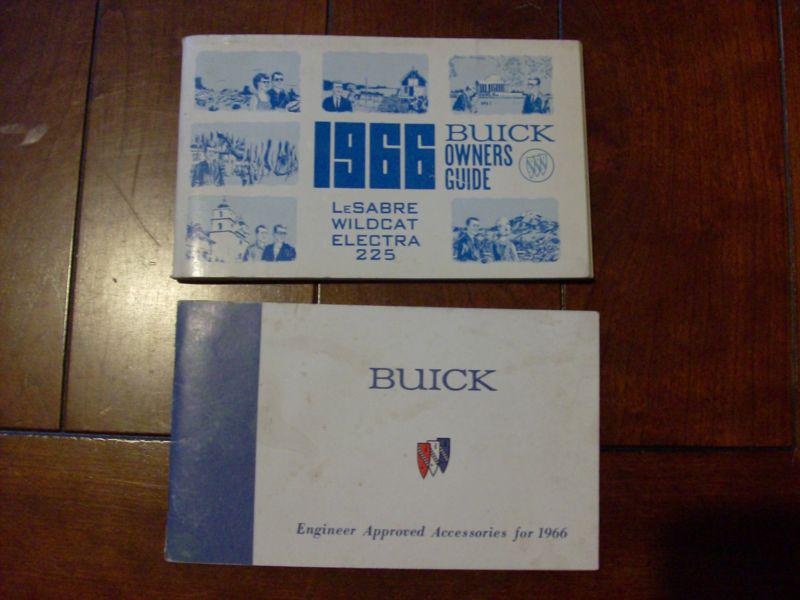 1966
BUICK
OWNERS
GUIDE
LeSABRE
WILDCAT
ELECTRA
225
BUICK
Engineer Approved Accessories for 1966